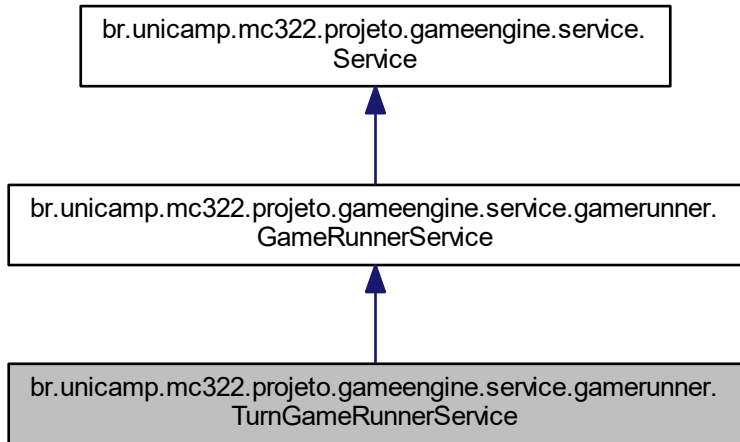 br.unicamp.mc322.projeto.gameengine.service.
Service
br.unicamp.mc322.projeto.gameengine.service.gamerunner.
GameRunnerService
br.unicamp.mc322.projeto.gameengine.service.gamerunner.
TurnGameRunnerService